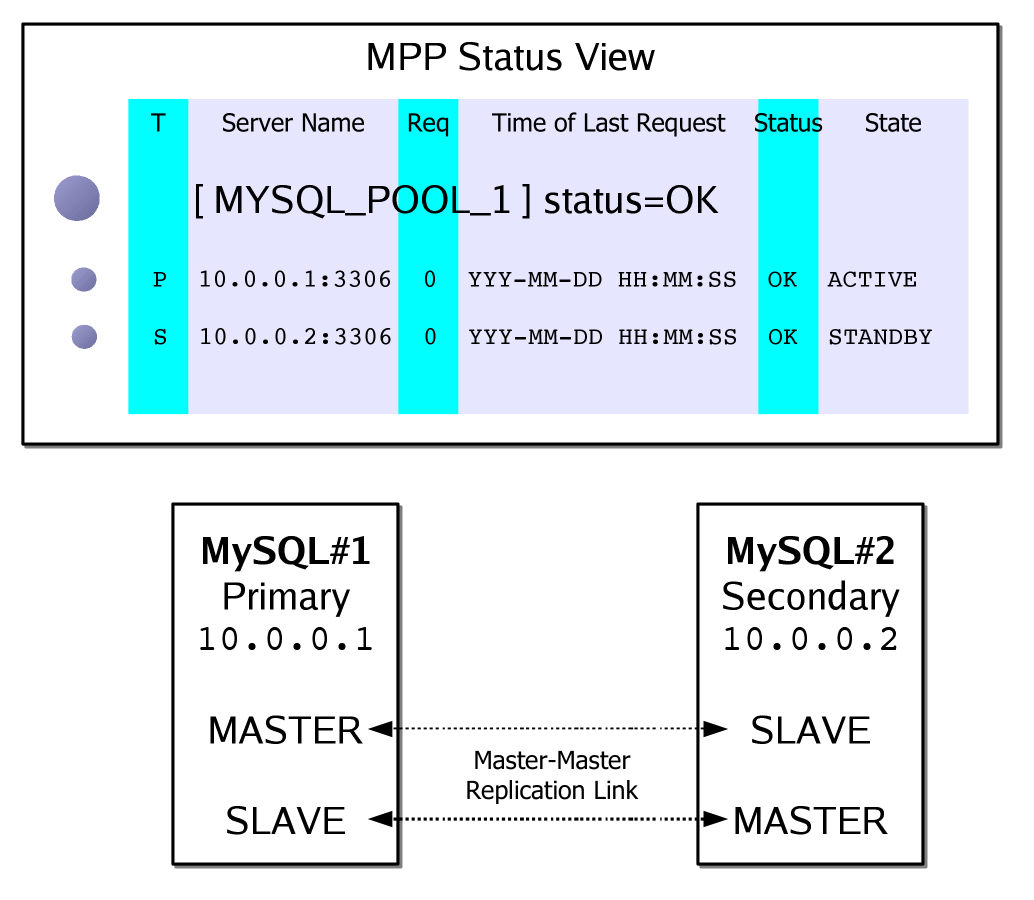 MPP Status View
T Server Name Req Time of Last Request Status State
[ MYSQL_POOL_1 ] status=OK
P 10.0.0.1:3306 0 YYY-MM-DD HH:MM:SS OK ACTIVE
S 10.0.0.2:3306 0 YYY-MM-DD HH:MM:SS OK STANDBY
MySQL#1
Primary
10.0.0.1
MASTER
SLAVE
Master-Master
Replication Link
MySQL#2
Secondary
10.0.0.2
SLAVE
MASTER